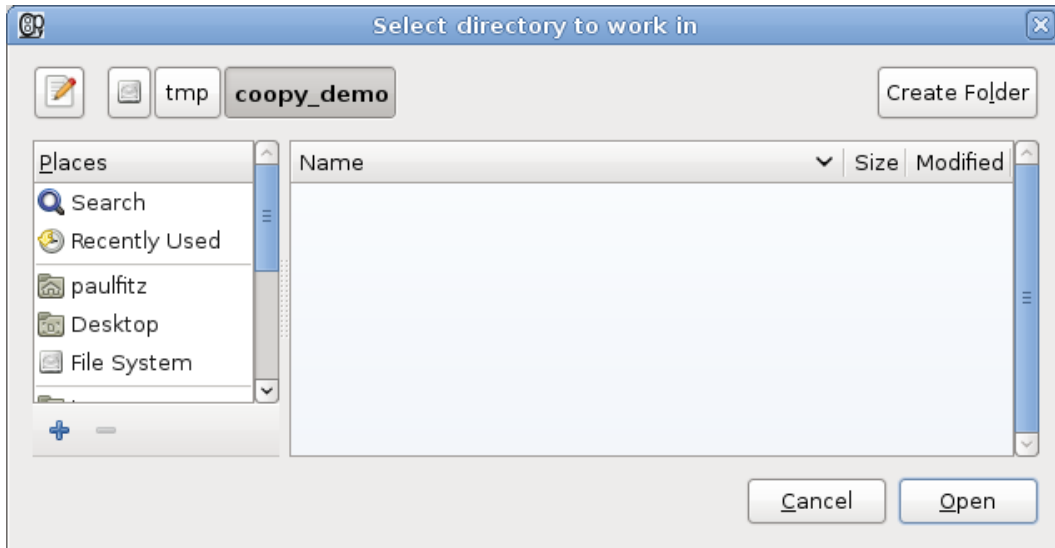 Select directory to work in
tmp coopy_demo Create Folder
Places Name Size Modified
Search
Recently Used
paulfitz
Desktop
File System
Cancel Open